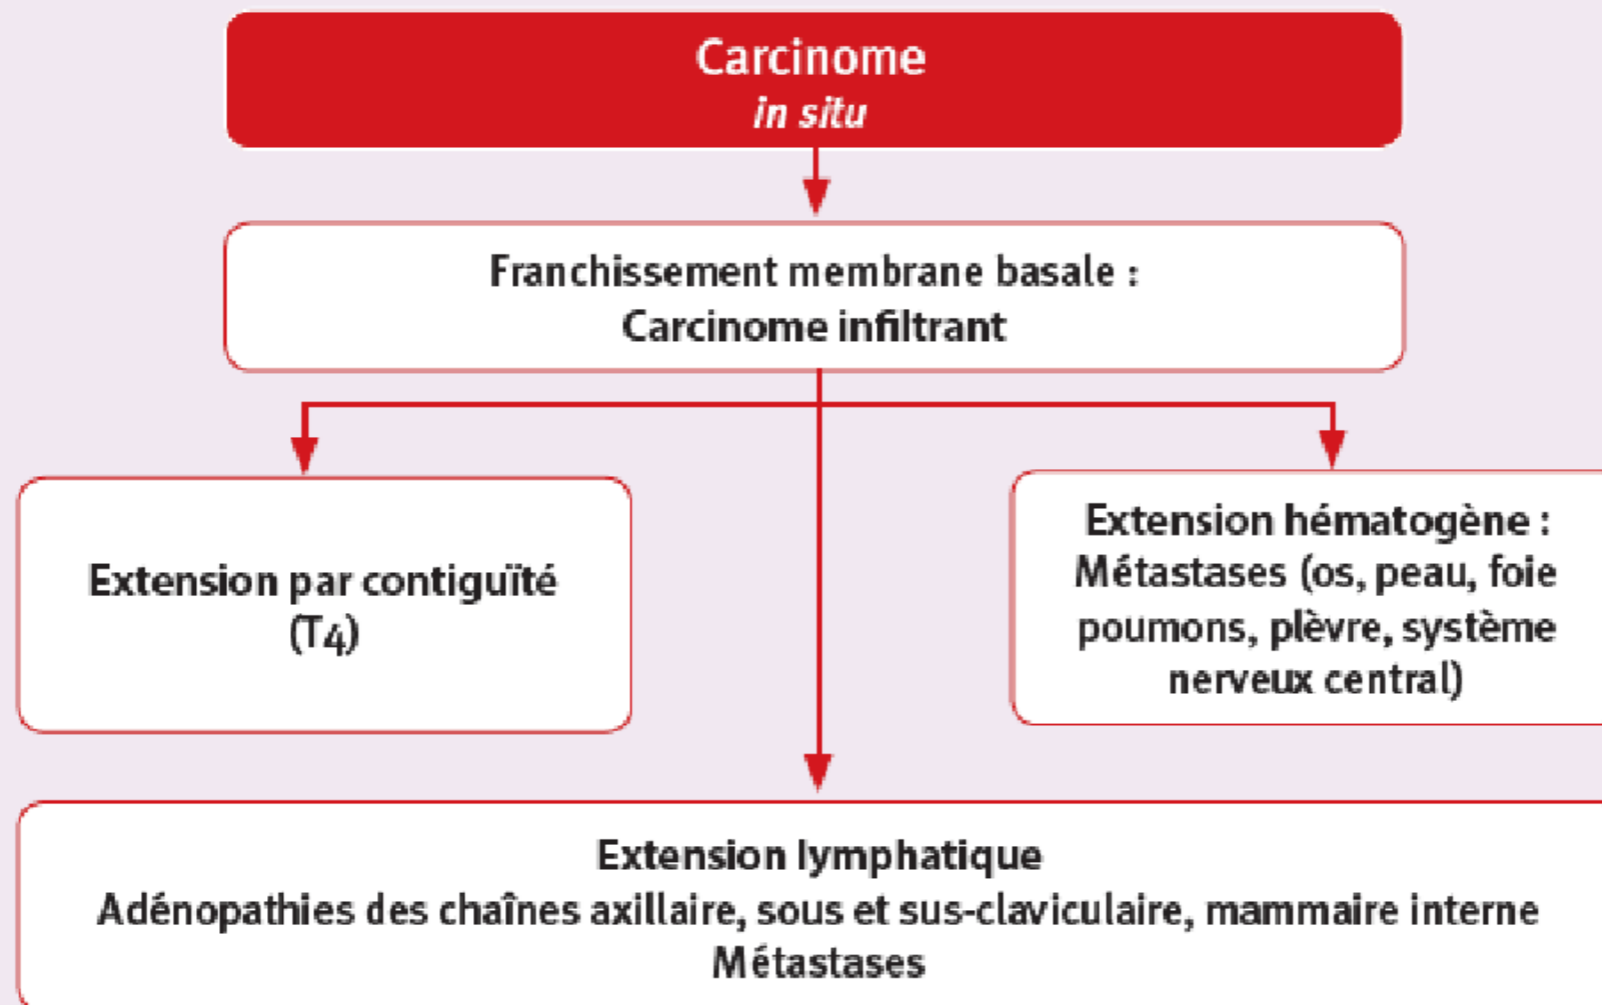 Carcinome
in situ
Franchissement membrane basale :
Carcinome infiltrant
Extension par contiguïté
(T4)
Extension hématogène :
Métastases (os, peau, foie
poumons, plèvre, système
nerveux central)
Extension lymphatique
Adénopathies des chaînes axillaire, sous et sus-claviculaire, mammaire interne
Métastases